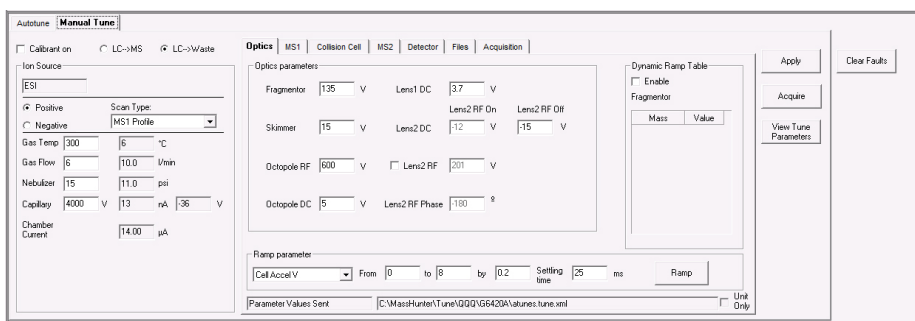 Autotune Manual Tune
Calibrant on LC-->MS LC-->Waste
Ion Source
ESI
Positive Scan Type:
Negative MS1 Profile
Gas Temp 300 6 °C
Gas Flow 6 10.0 l/min
Nebulizer 15 11.0 psi
Capillary 4000 V 13 nA -36 V
Chamber
Current 14.00 µA
Optics MS1 Collision Cell MS2 Detector Files Acquisition
Optics parameters
Fragmentor 135 V Lens1 DC 3.7 V
Lens2 RF On Lens2 RF Off
Skimmer 15 V Lens2 DC -12 V -15 V
Octopole RF 600 V Lens2 RF 201 V
Octopole DC 5 V Lens2 RF Phase -180 º
Dynamic Ramp Table
Enable
Fragmentor
Mass Value
Ramp parameter
Cell Accel V From 0 to 8 by 0.2 Settling time 25 ms Ramp
Parameter Values Sent C:\MassHunter\Tune\QQQ\G6420A\atunes.tune.xml Unit Only
Apply Clear Faults
Acquire
View Tune
Parameters